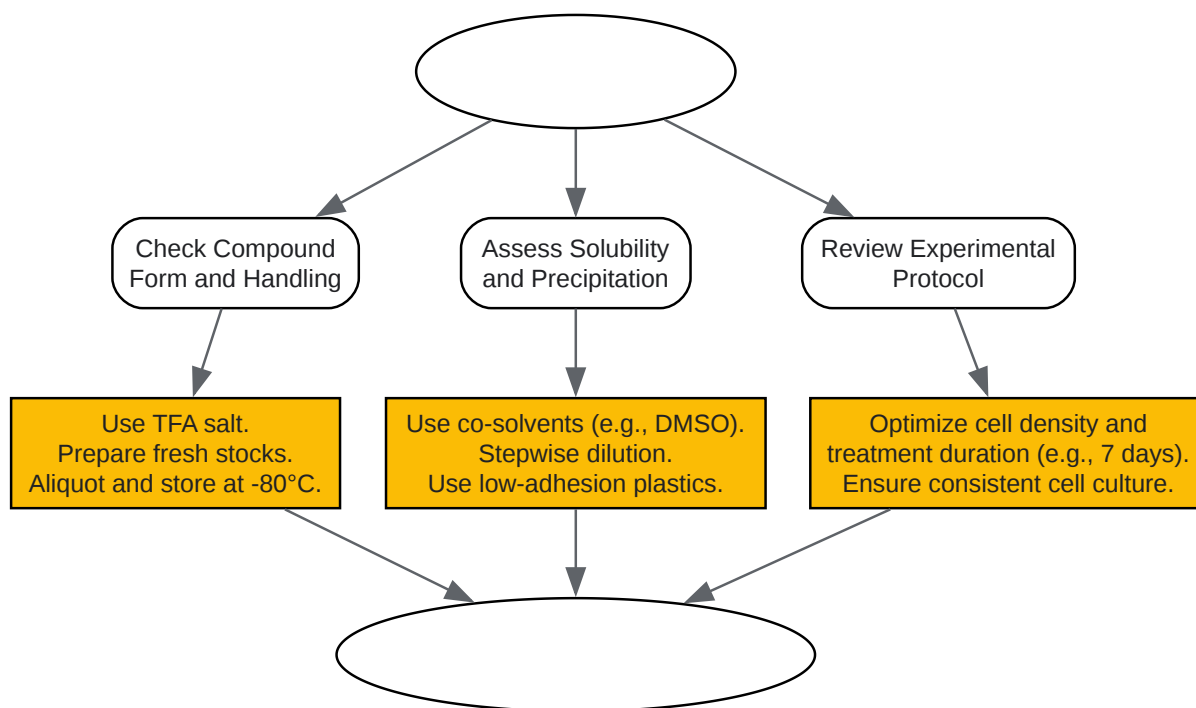 Check Compound
Form and Handling
Assess Solubility
and Precipitation
Review Experimental
Protocol
Use TFA salt.
Prepare fresh stocks.
Aliquot and store at -80°C.
Use co-solvents (e.g., DMSO).
Stepwise dilution.
Use low-adhesion plastics.
Optimize cell density and
treatment duration (e.g., 7 days).
Ensure consistent cell culture.